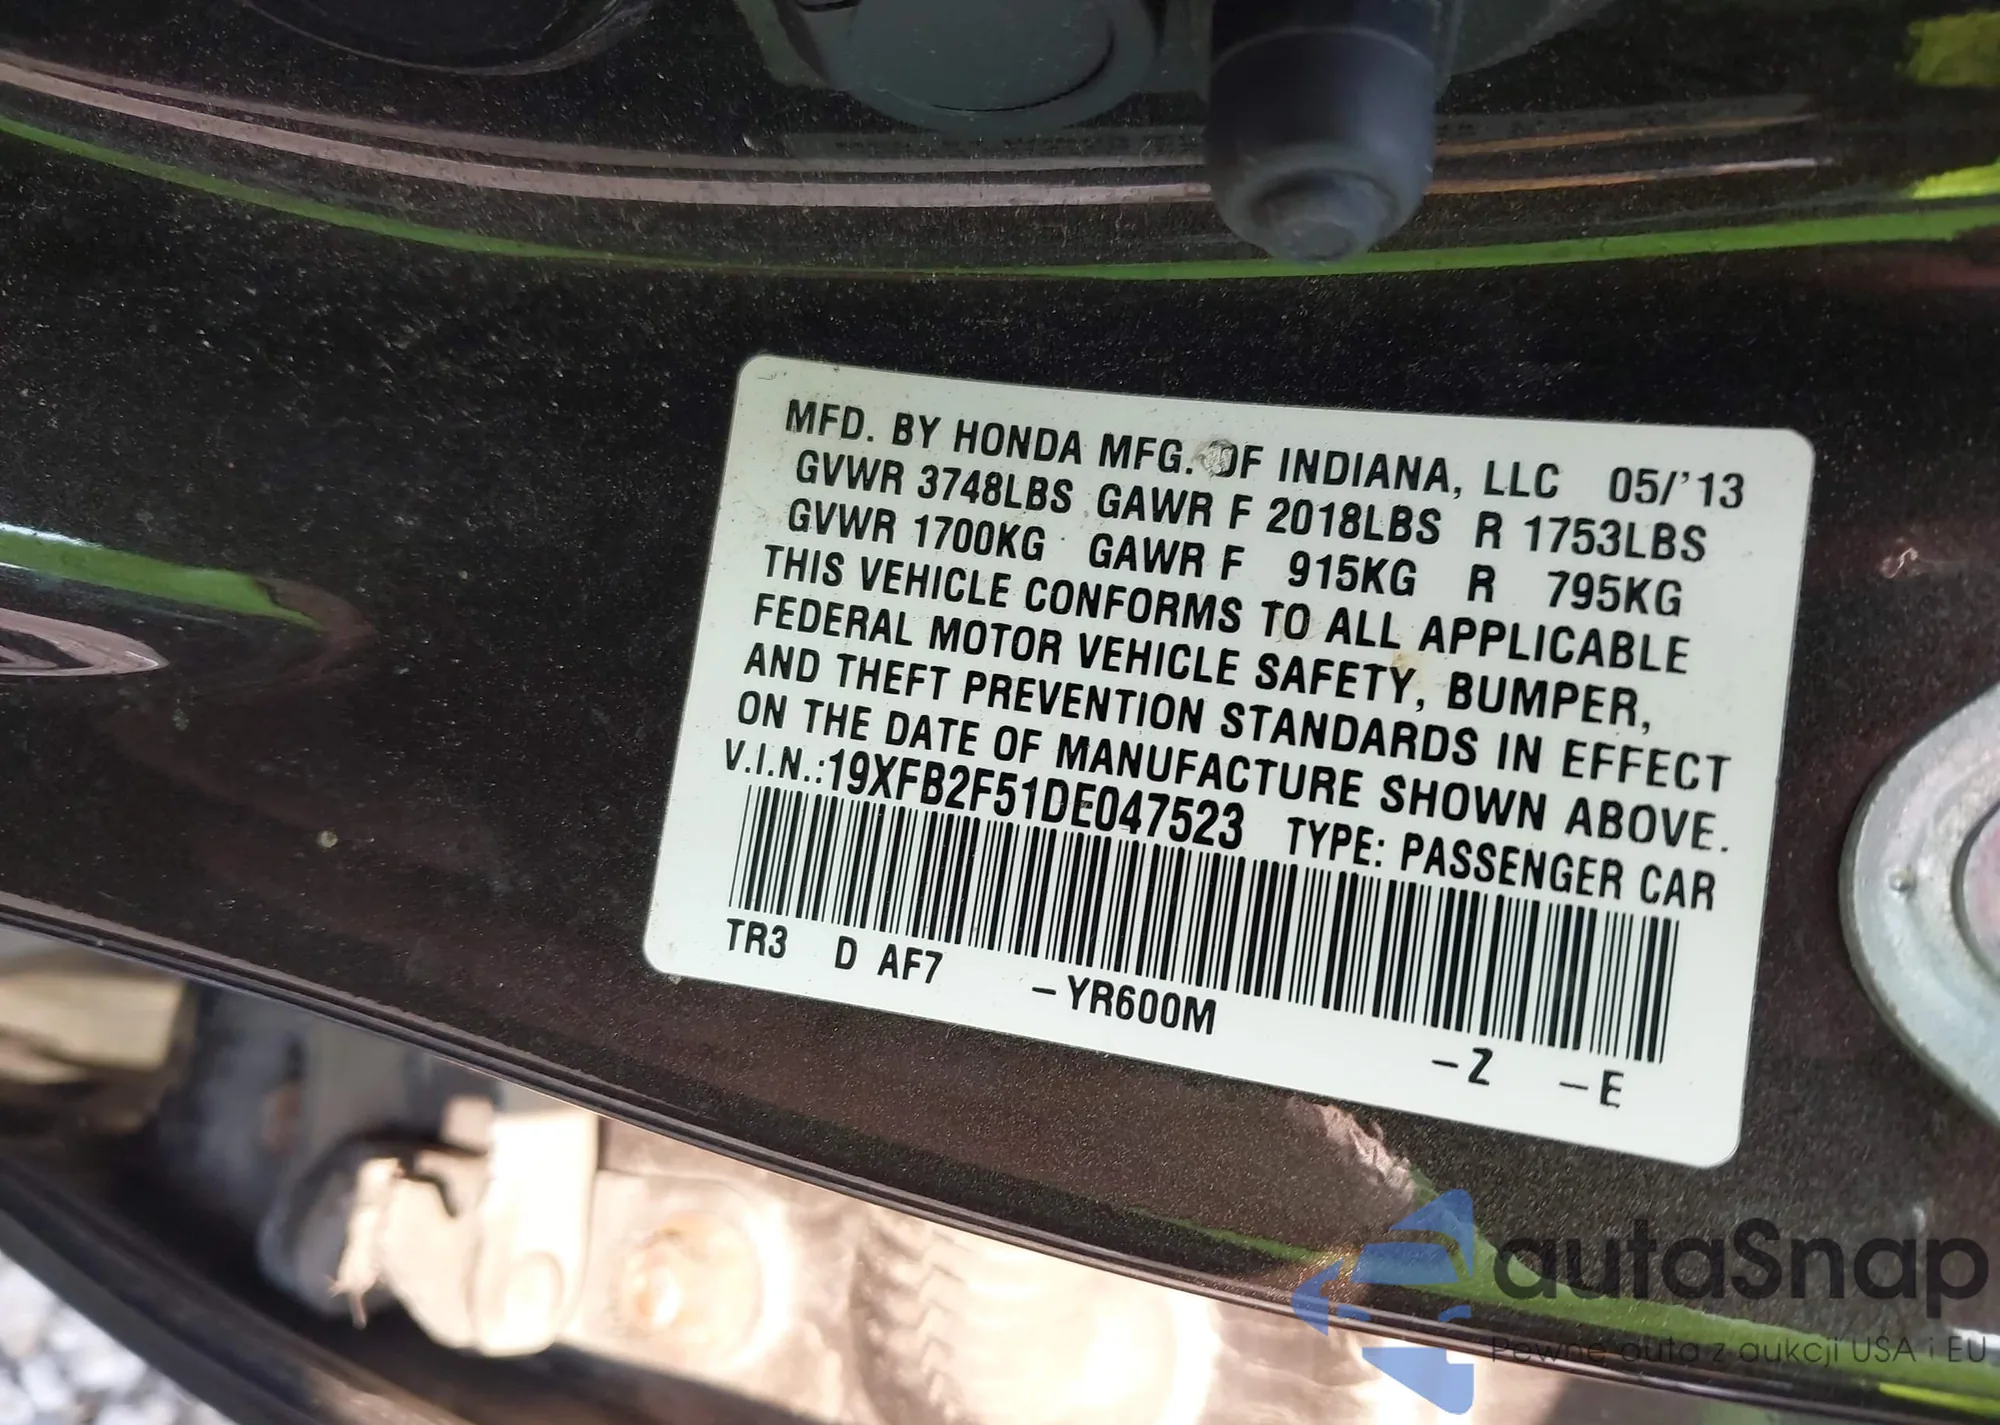 MFD. BY HONDA MFG. OF INDIANA, LLC 05/'13
GVWR 3748LBS GAWR F 2018LBS R 1753LBS
GVWR 1700KG GAWR F 915KG R 795KG
THIS VEHICLE CONFORMS TO ALL APPLICABLE
FEDERAL MOTOR VEHICLE SAFETY, BUMPER,
AND THEFT PREVENTION STANDARDS IN EFFECT
ON THE DATE OF MANUFACTURE SHOWN ABOVE.
V.I.N.:19XFB2F51DE047523 TYPE: PASSENGER CAR
TR3 D AF7 -YR600M -Z -E
autaSnap
Pewne auta z aukcji USA i EU